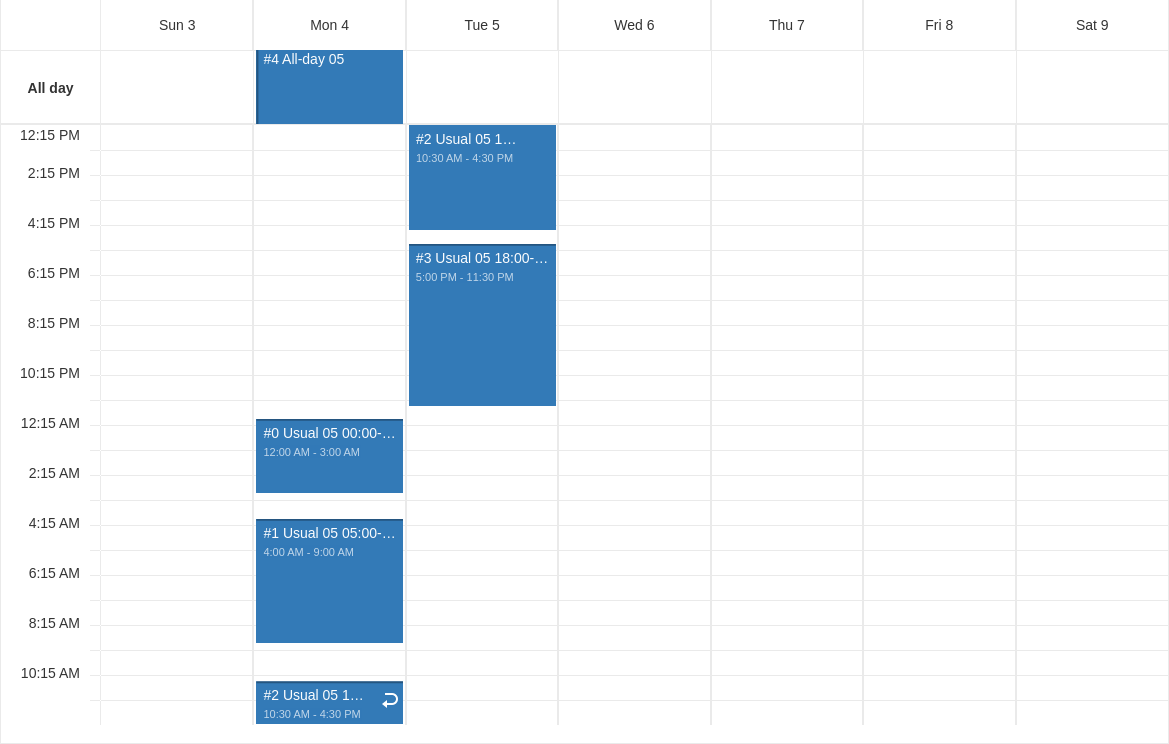 Sun 3
Mon 4
Tue 5
Wed 6
Thu 7
Fri 8
Sat 9
All day
#4 All-day 05
12:15 PM
2:15 PM
4:15 PM
6:15 PM
8:15 PM
10:15 PM
12:15 AM
2:15 AM
4:15 AM
6:15 AM
8:15 AM
10:15 AM
#0 Usual 05 00:00-…
12:00 AM - 3:00 AM
#1 Usual 05 05:00-…
4:00 AM - 9:00 AM
#2 Usual 05 1…
10:30 AM - 4:30 PM
#2 Usual 05 1…
10:30 AM - 4:30 PM
#3 Usual 05 18:00-…
5:00 PM - 11:30 PM